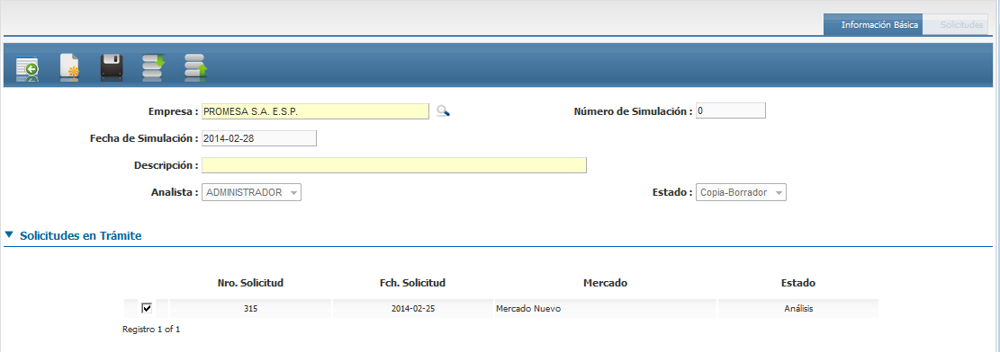 Información Básica Solicitudes
Empresa : PROMESA S.A. E.S.P. Número de Simulación : 0
Fecha de Simulación : 2014-02-28
Descripción :
Analista : ADMINISTRADOR Estado : Copia-Borrador
Solicitudes en Trámite
Nro. Solicitud Fch. Solicitud Mercado Estado
315 2014-02-25 Mercado Nuevo Análisis
Registro 1 of 1